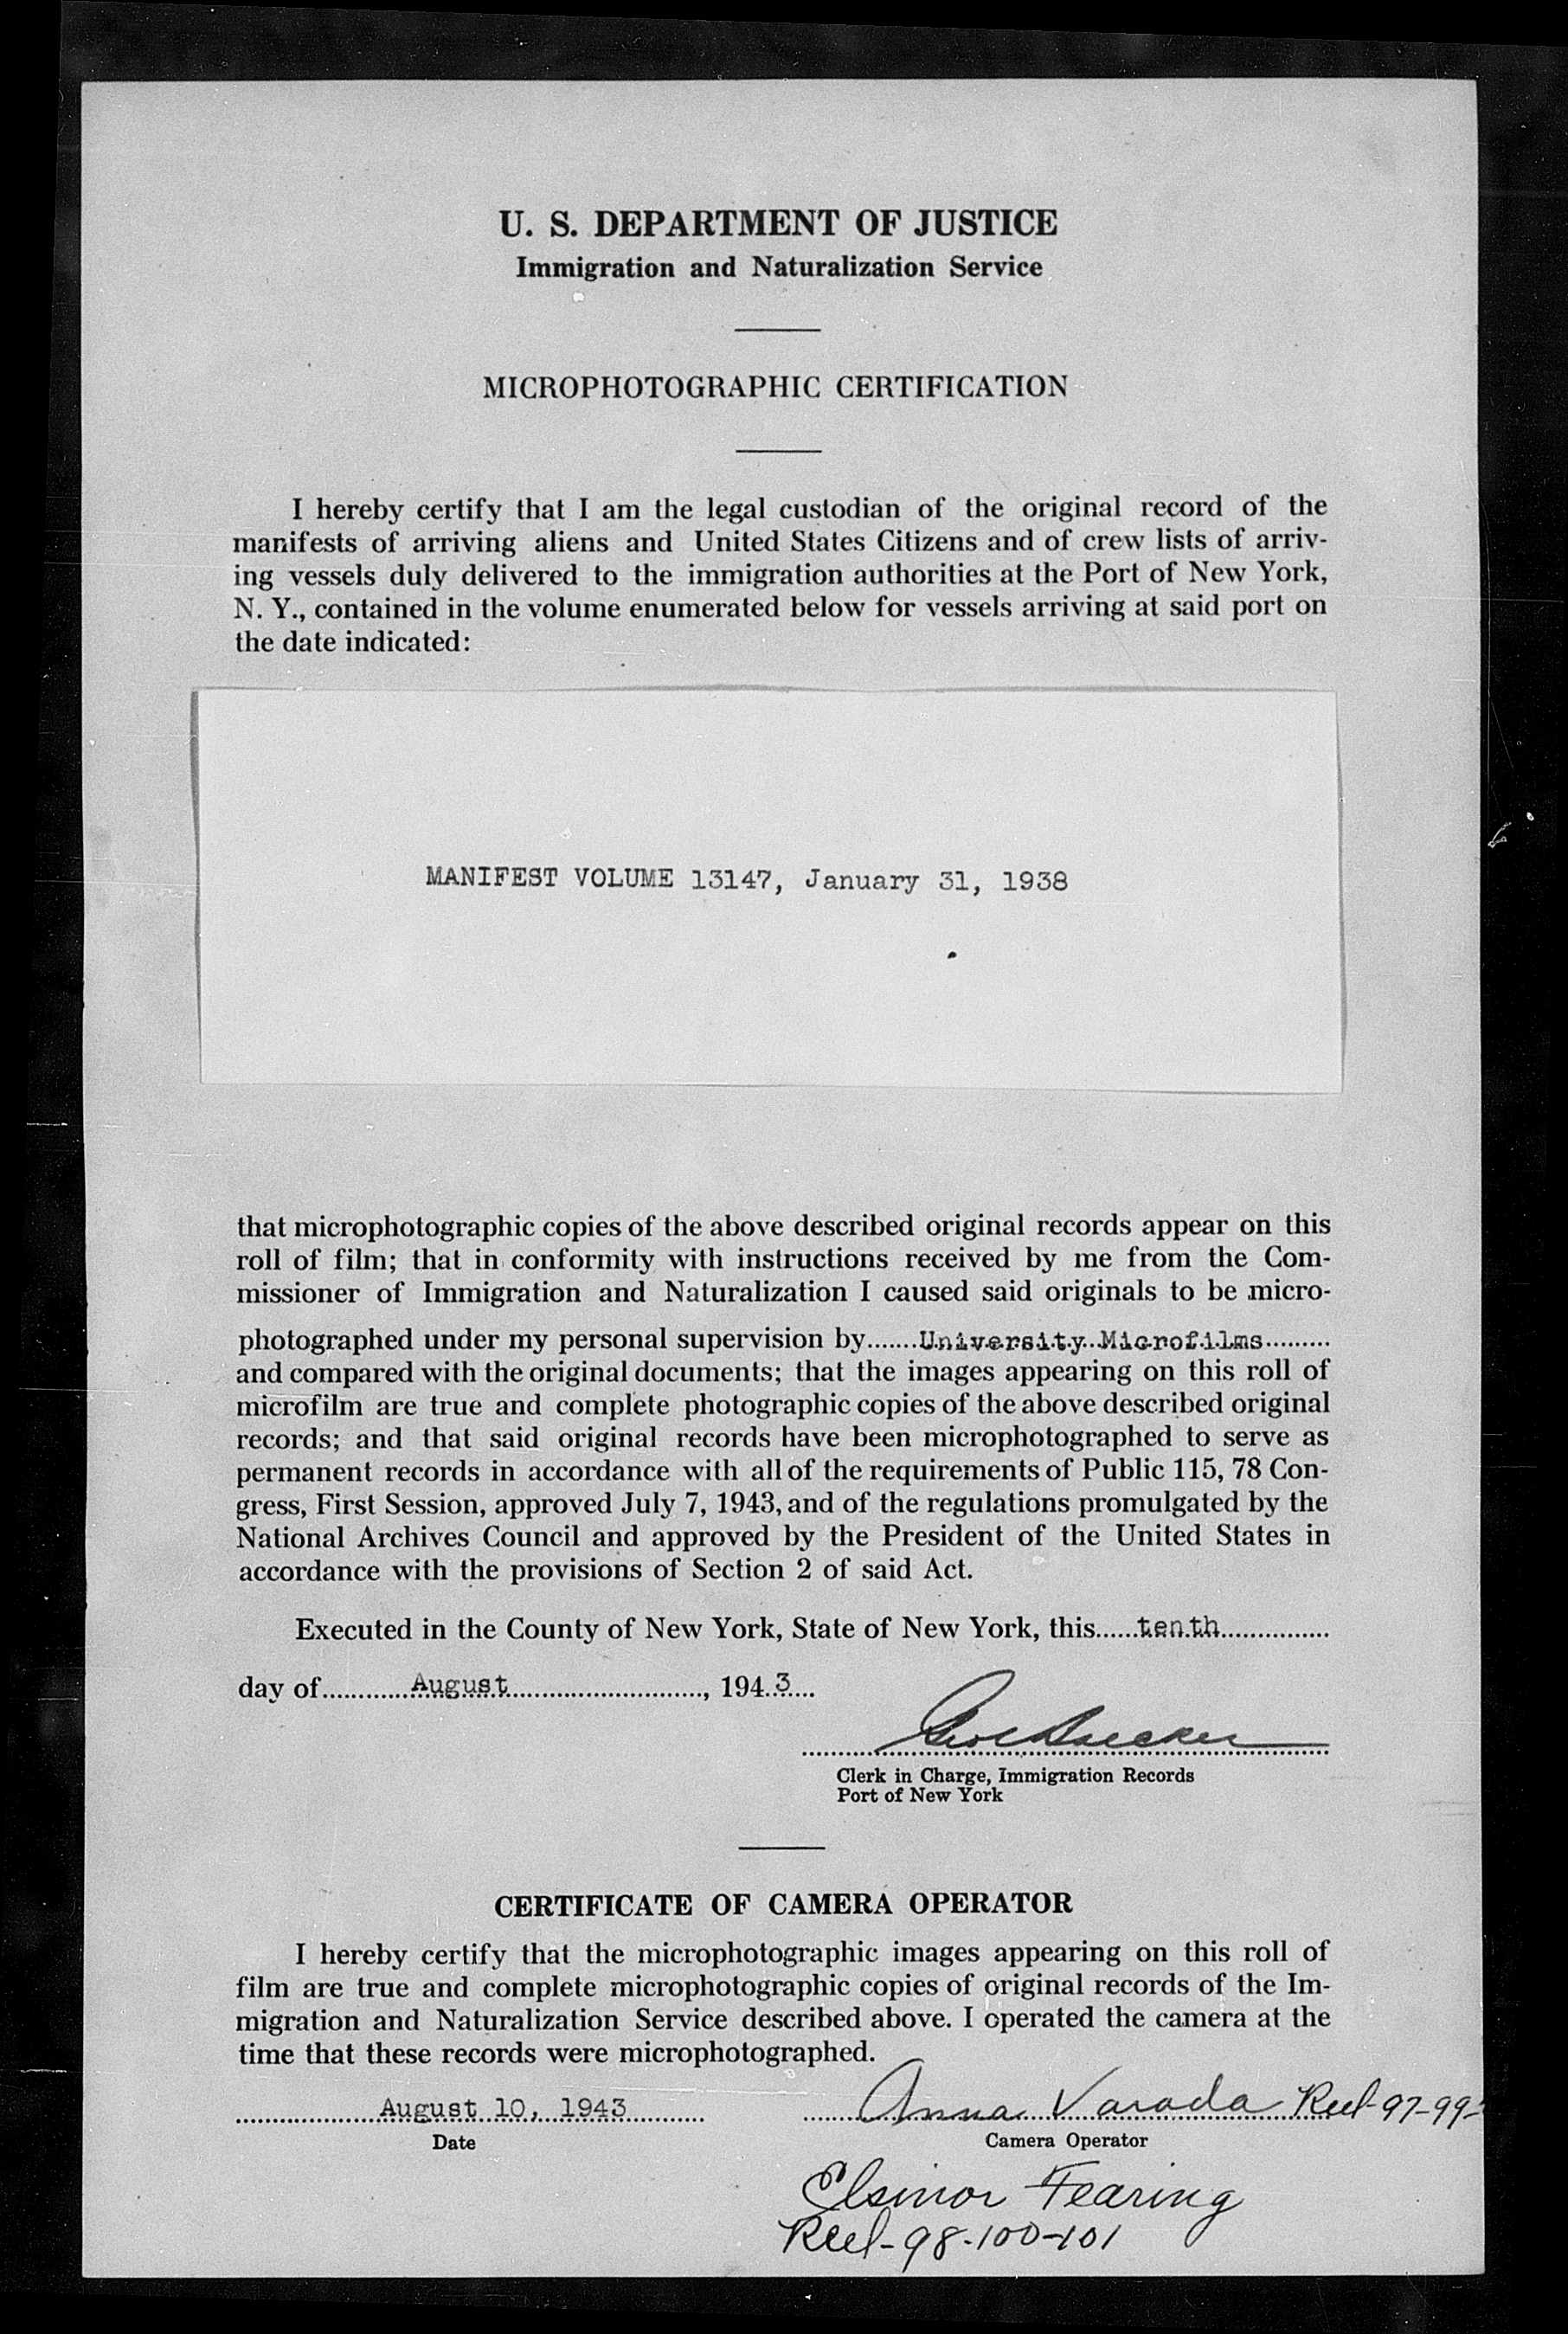 U. S. DEPARTMENT OF JUSTICE
Immigration and Naturalization Service
MICROPHOTOGRAPHIC CERTIFICATION
I hereby certify that I am the legal custodian of the original record of the
manifests of arriving aliens and United States Citizens and of crew lists of arriv-
ing vessels duly delivered to the immigration authorities at the Port of New York,
N. Y., contained in the volume enumerated below for vessels arriving at said port on
the date indicated:
MANIFEST VOLUME 13147, January 31, 1938
that microphotographic copies of the above described original records appear on this
roll of film; that in conformity with instructions received by me from the Com-
missioner of Immigration and Naturalization I caused said originals to be micro-
photographed under my personal supervision by.......University Microfilms.........
and compared with the original documents; that the images appearing on this roll of
microfilm are true and complete photographic copies of the above described original
records; and that said original records have been microphotographed to serve as
permanent records in accordance with all of the requirements of Public 115, 78 Con-
gress, First Session, approved July 7, 1943, and of the regulations promulgated by the
National Archives Council and approved by the President of the United States in
accordance with the provisions of Section 2 of said Act.
Executed in the County of New York, State of New York, this......tenth................
day of.............August............................., 194..3....
Clerk in Charge, Immigration Records
Port of New York
CERTIFICATE OF CAMERA OPERATOR
I hereby certify that the microphotographic images appearing on this roll of
film are true and complete microphotographic copies of original records of the Im-
migration and Naturalization Service described above. I operated the camera at the
time that these records were microphotographed.
August 10, 1943 Anna Varada Reel-97-99-
Date Camera Operator
Elsinor Fearing
Reel-98-100-101